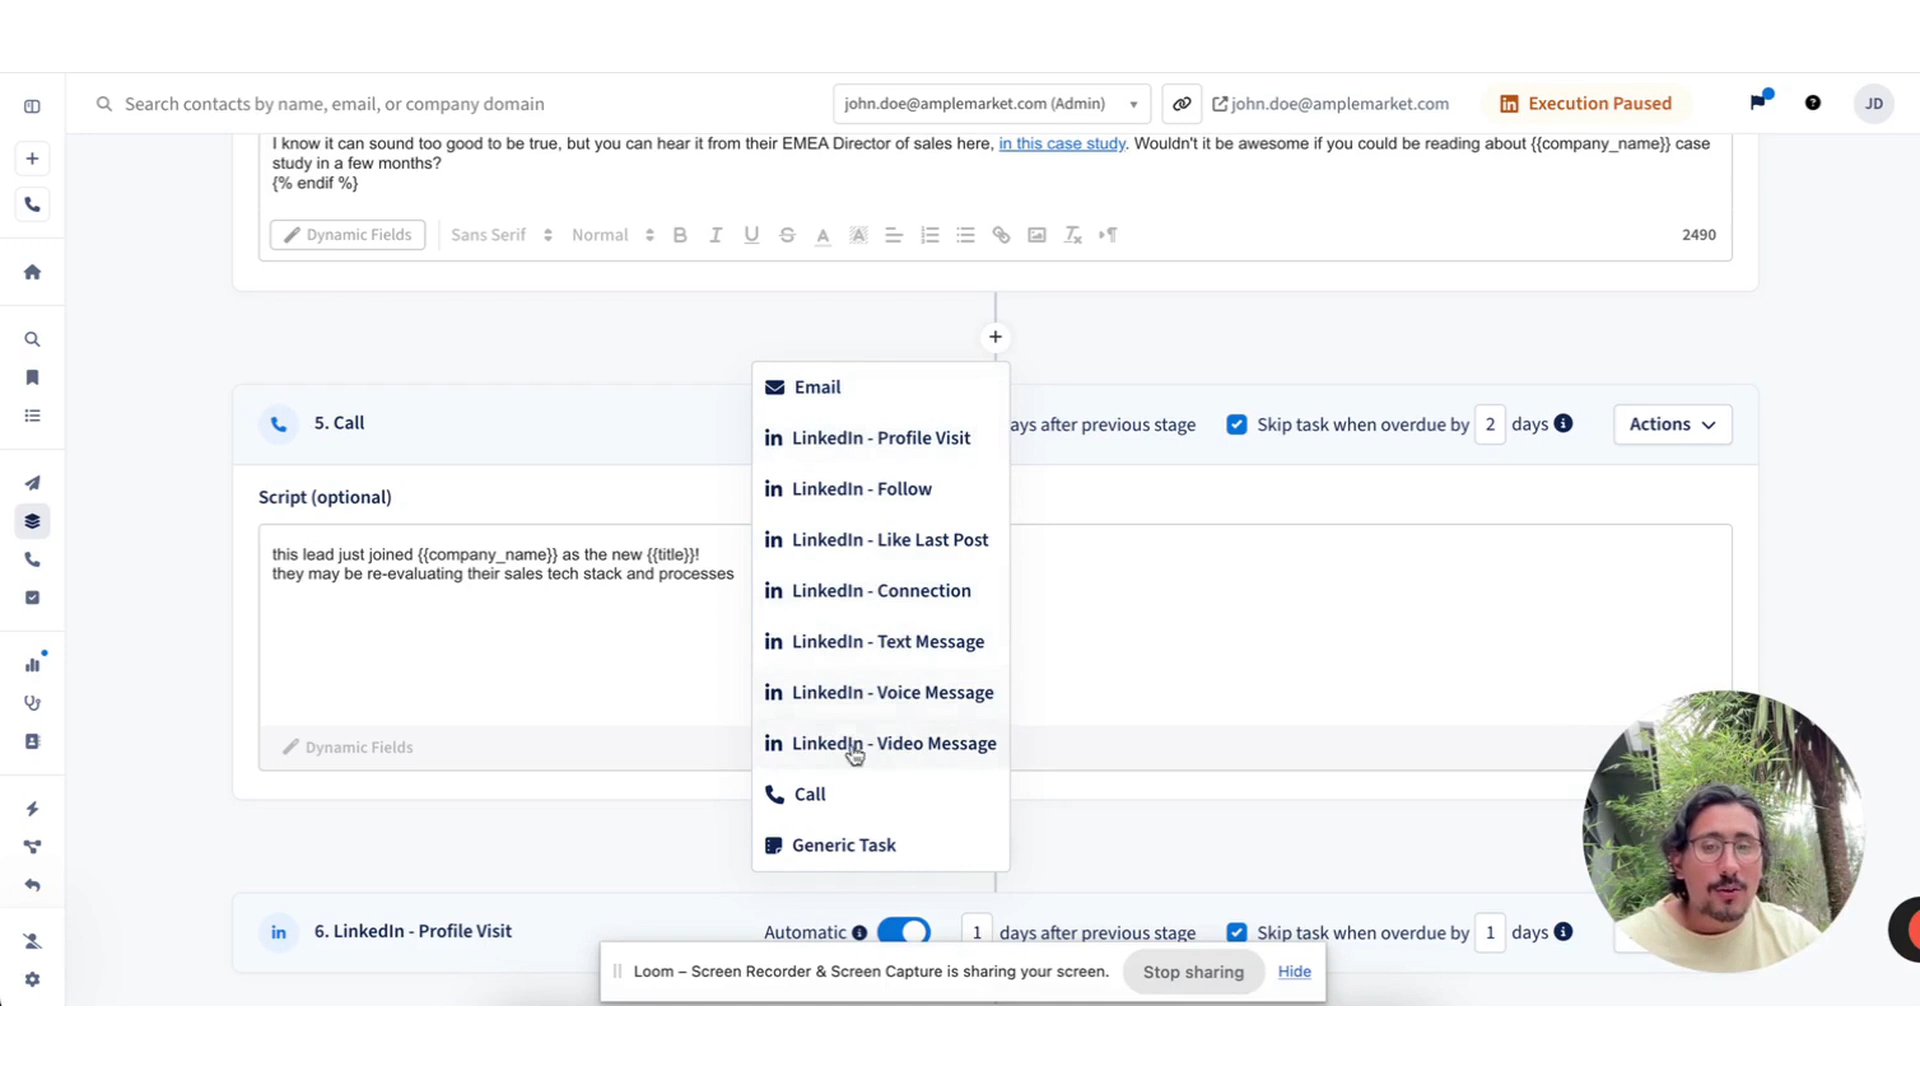 Search contacts by name, email, or company domain
john.doe@amplemarket.com (Admin)
john.doe@amplemarket.com
Execution Paused
JD
I know it can sound too good to be true, but you can hear it from their EMEA Director of sales here, in this case study. Wouldn't it be awesome if you could be reading about {{company_name}} case
study in a few months?
{% endif %}
Dynamic Fields
Sans Serif
Normal
2490
5. Call
ays after previous stage
Skip task when overdue by 2 days
Actions
Email
LinkedIn - Profile Visit
LinkedIn - Follow
LinkedIn - Like Last Post
LinkedIn - Connection
LinkedIn - Text Message
LinkedIn - Voice Message
LinkedIn - Video Message
Call
Generic Task
Script (optional)
this lead just joined {{company_name}} as the new {{title}}!
they may be re-evaluating their sales tech stack and processes
Dynamic Fields
6. LinkedIn - Profile Visit
Automatic
1 days after previous stage
Skip task when overdue by 1 days
Loom – Screen Recorder & Screen Capture is sharing your screen.
Stop sharing
Hide